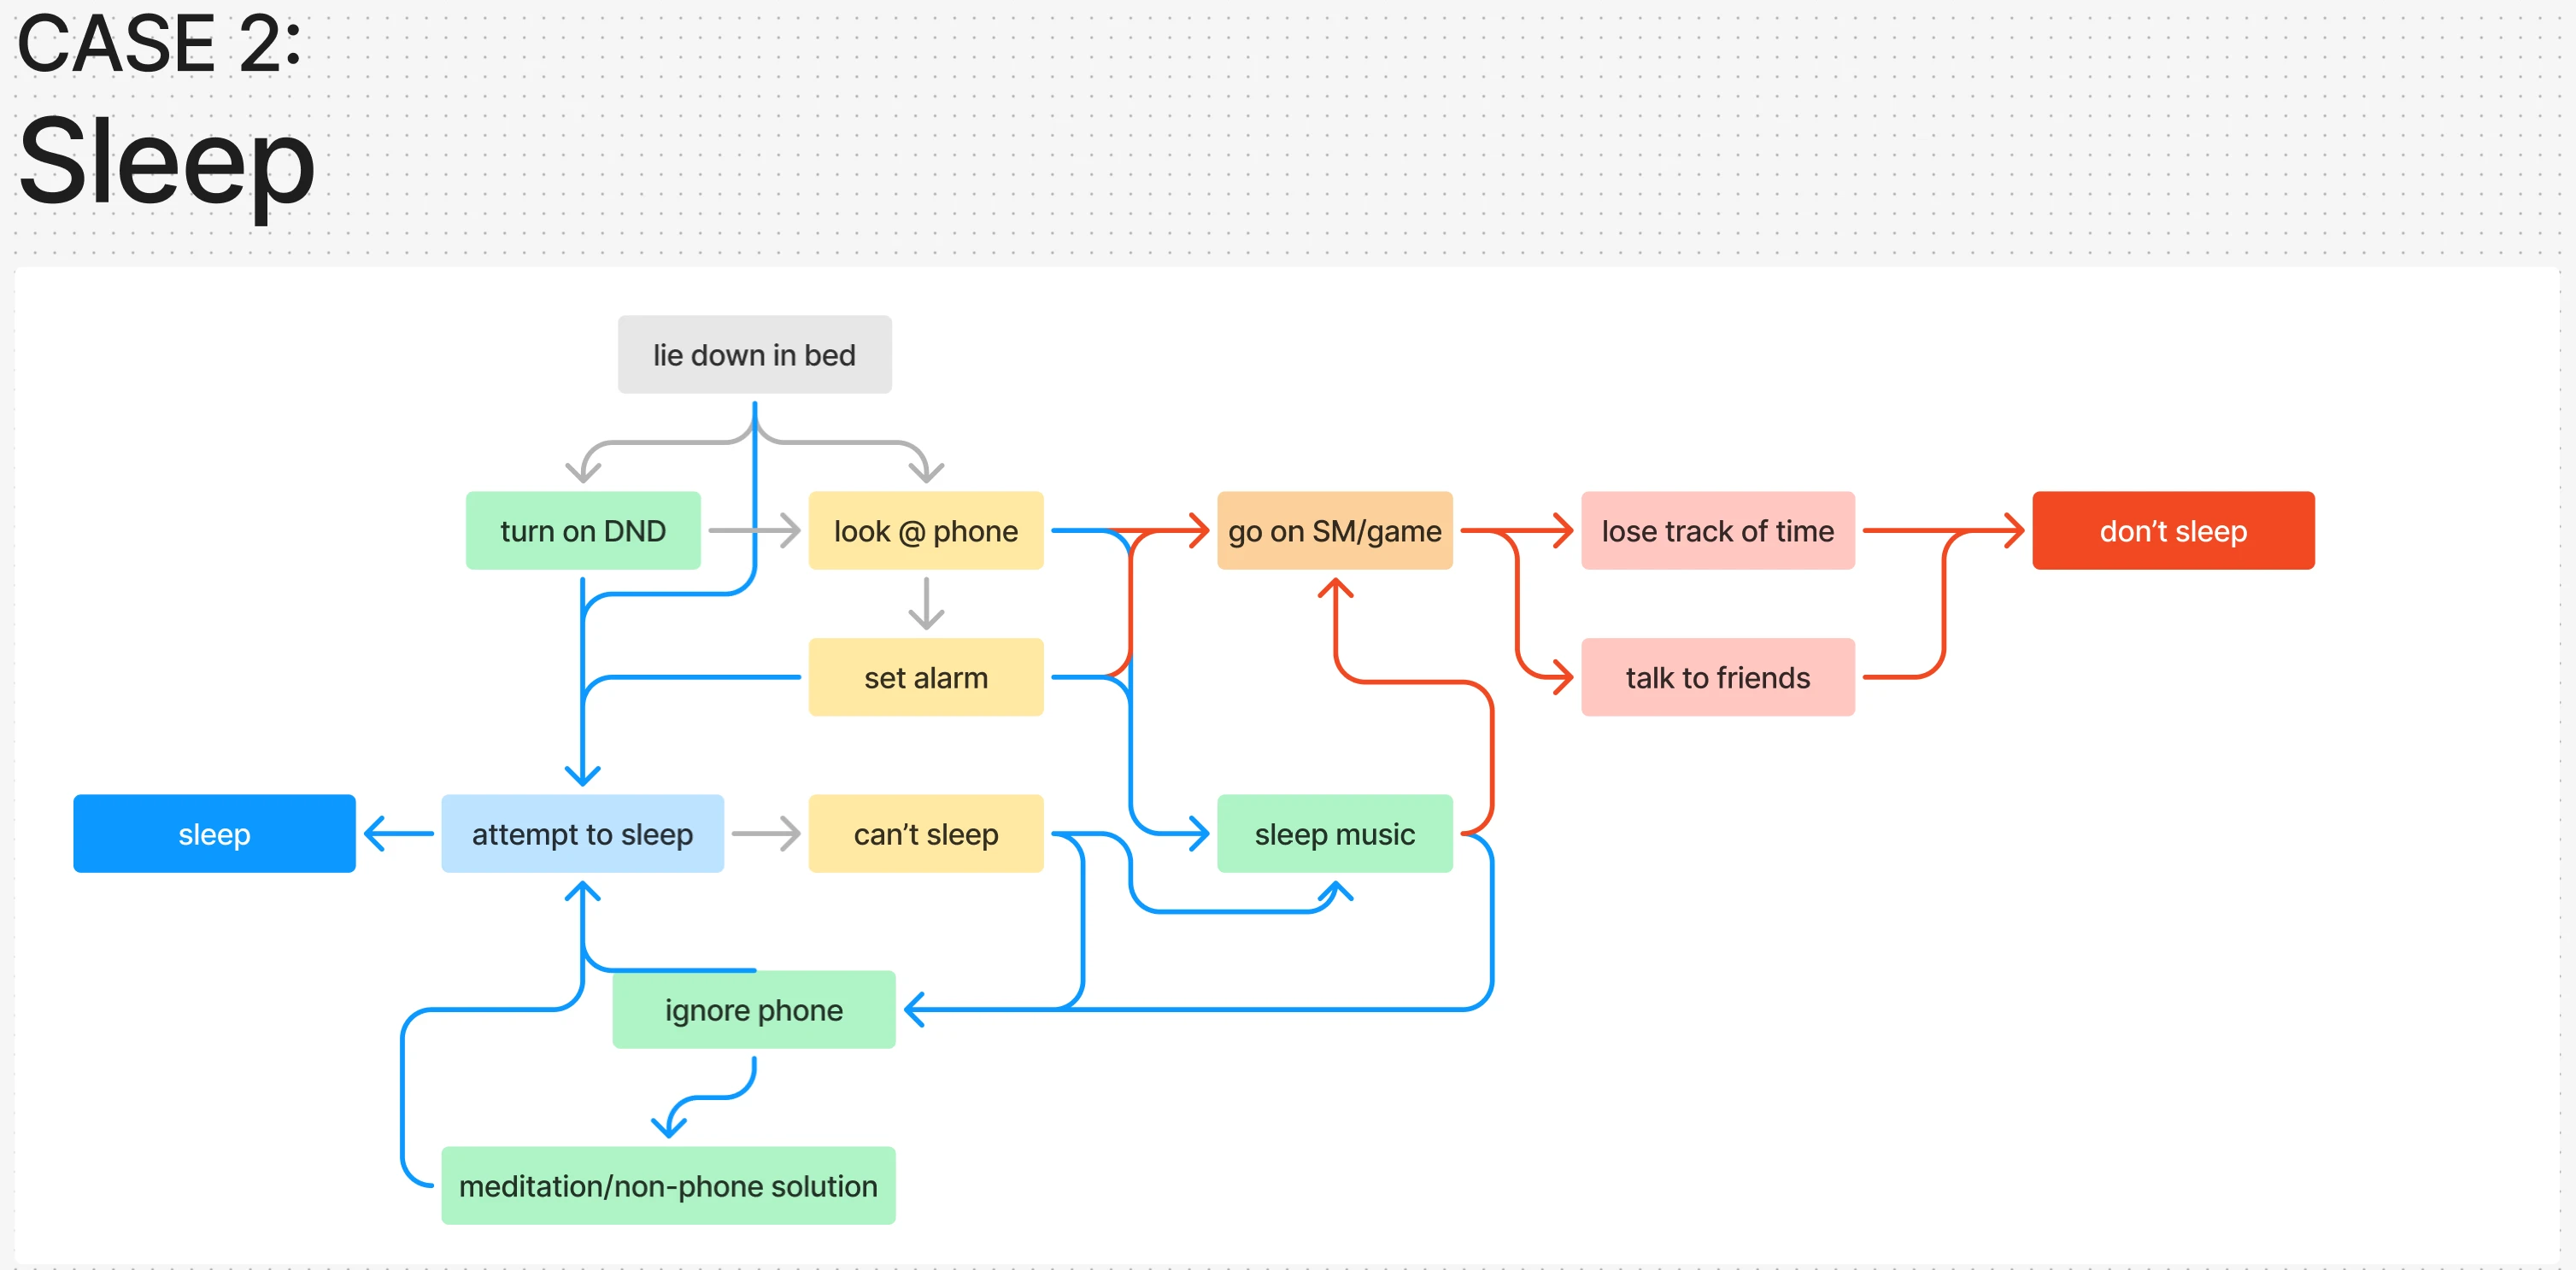 CASE 2:
Sleep
lie down in bed
turn on DND
look @ phone
go on SM/game
lose track of time
don’t sleep
set alarm
talk to friends
sleep
attempt to sleep
can’t sleep
sleep music
ignore phone
meditation/non-phone solution